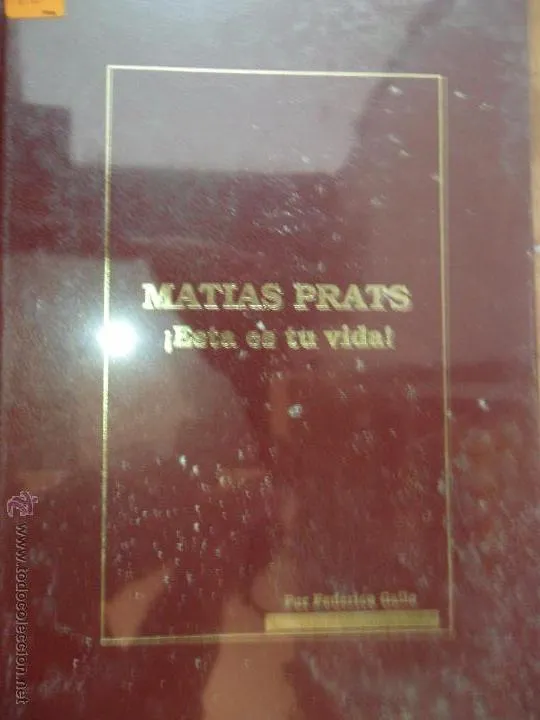 MATIAS PRATS
¡Esta es tu vida!
Por Federico Gallo
www.todocoleccion.net